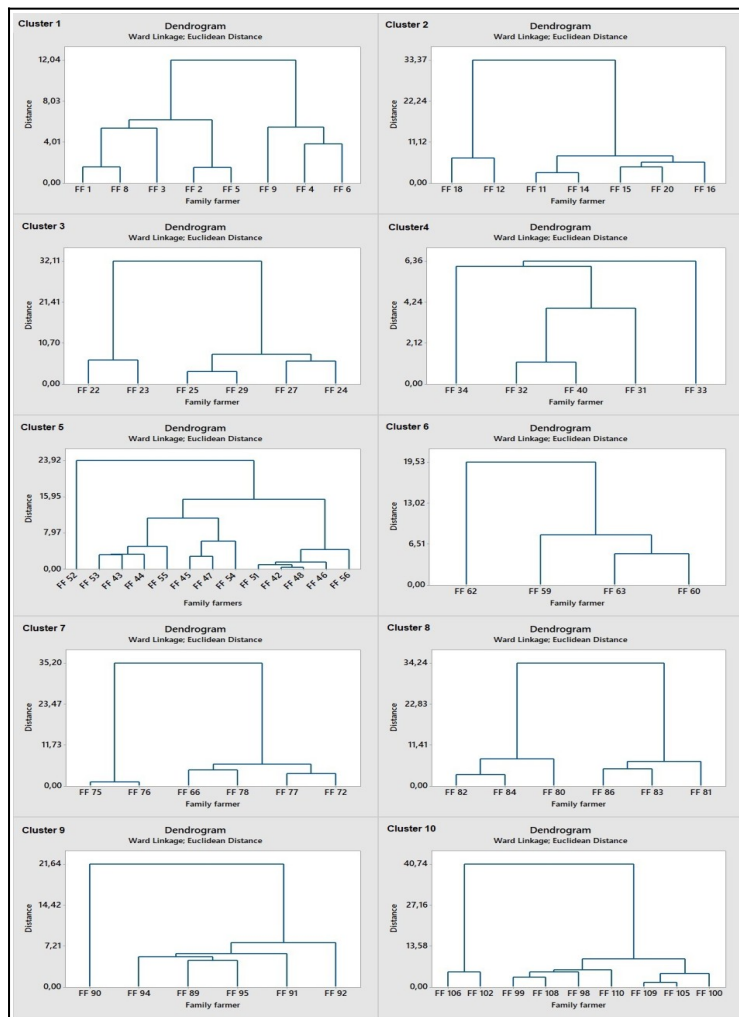 Cluster 1
Dendrogram
Ward Linkage; Euclidean Distance
12,04
8,03
4,01
0,00
Distance
FF 1 FF 8 FF 3 FF 2 FF 5 FF 9 FF 4 FF 6
Family farmer
Cluster 2
Dendrogram
Ward Linkage; Euclidean Distance
33,37
22,24
11,12
0,00
Distance
FF 18 FF 12 FF 11 FF 14 FF 15 FF 20 FF 16
Family farmer
Cluster 3
Dendrogram
Ward Linkage; Euclidean Distance
32,11
21,41
10,70
0,00
Distance
FF 22 FF 23 FF 25 FF 29 FF 27 FF 24
Family farmer
Cluster4
Dendrogram
Ward Linkage; Euclidean Distance
6,36
4,24
2,12
0,00
Distance
FF 34 FF 32 FF 40 FF 31 FF 33
Family farmer
Cluster 5
Dendrogram
Ward Linkage; Euclidean Distance
23,92
15,95
7,97
0,00
Distance
FF 52 FF 53 FF 43 FF 44 FF 55 FF 45 FF 47 FF 54 FF 51 FF 42 FF 48 FF 46 FF 56
Family farmers
Cluster 6
Dendrogram
Ward Linkage; Euclidean Distance
19,53
13,02
6,51
0,00
Distance
FF 62 FF 59 FF 63 FF 60
Family farmer
Cluster 7
Dendrogram
Ward Linkage; Euclidean Distance
35,20
23,47
11,73
0,00
Distance
FF 75 FF 76 FF 66 FF 78 FF 77 FF 72
Family farmer
Cluster 8
Dendrogram
Ward Linkage; Euclidean Distance
34,24
22,83
11,41
0,00
Distance
FF 82 FF 84 FF 80 FF 86 FF 83 FF 81
Family farmer
Cluster 9
Dendrogram
Ward Linkage; Euclidean Distance
21,64
14,42
7,21
0,00
Distance
FF 90 FF 94 FF 89 FF 95 FF 91 FF 92
Family farmer
Cluster 10
Dendrogram
Ward Linkage; Euclidean Distance
40,74
27,16
13,58
0,00
Distance
FF 106 FF 102 FF 99 FF 108 FF 98 FF 110 FF 109 FF 105 FF 100
Family farmer